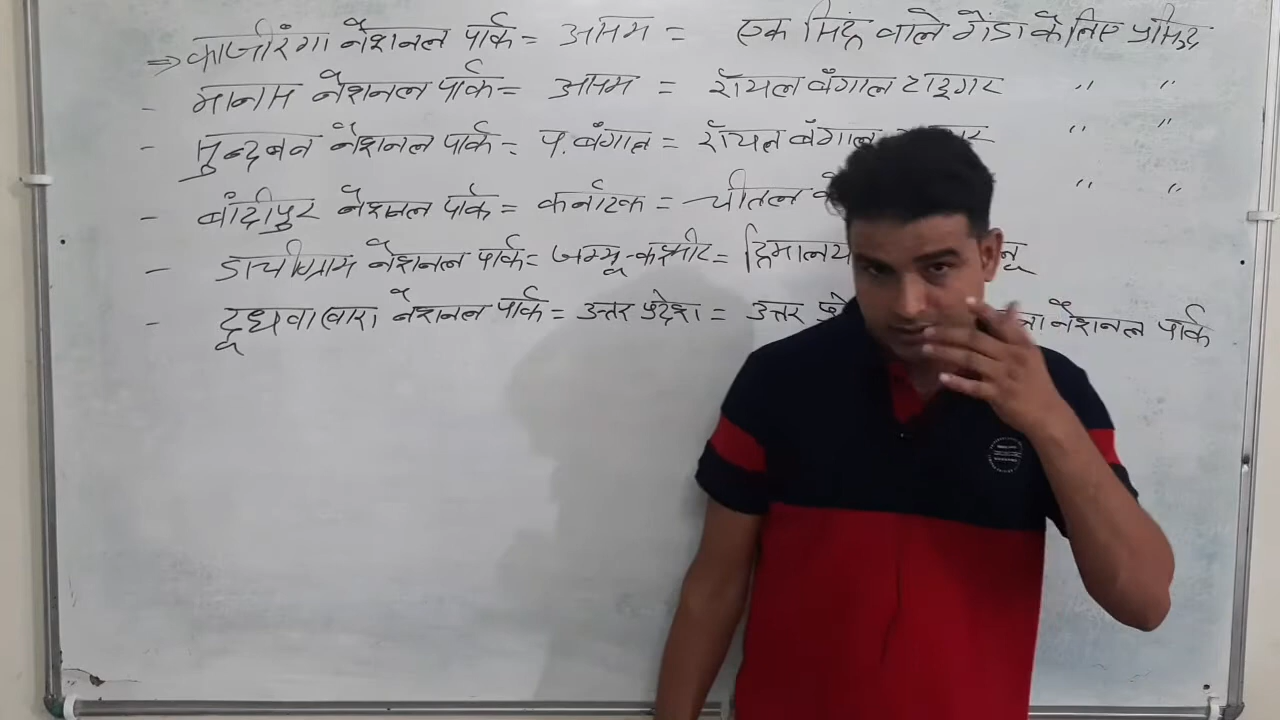 ⇒ काजीरंगा नेशनल पार्क = असम = एक सिंह वाले गेंडा के लिए प्रसिद्ध
- मानस नेशनल पार्क = असम = रॉयल बंगाल टाइगर " "
- सुन्दरबन नेशनल पार्क = प. बंगाल = रॉयल बंगाल " "
- बांदीपुर नेशनल पार्क = कर्नाटक = चीतल " "
- डाचीग्राम नेशनल पार्क = जम्मू-कश्मीर = हिमालय
- दूधवा नेशनल पार्क = उत्तर प्रदेश = उत्तर नेशनल पार्क